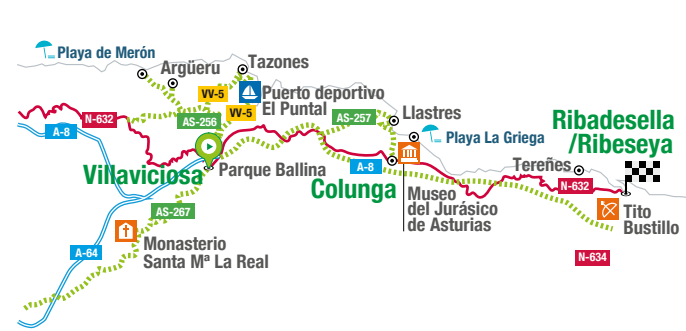 Playa de Merón
Argüeru
Tazones
VV-5
Puerto deportivo
El Puntal
VV-5
N-632
AS-256
A-8
AS-257
Llastres
Playa La Griega
Ribadesella
/Ribeseya
Villaviciosa
Parque Ballina
A-8
Colunga
Tereñes
N-632
Museo
del Jurásico
de Asturias
Tito
Bustillo
AS-267
Monasterio
Santa Mª La Real
A-64
N-634